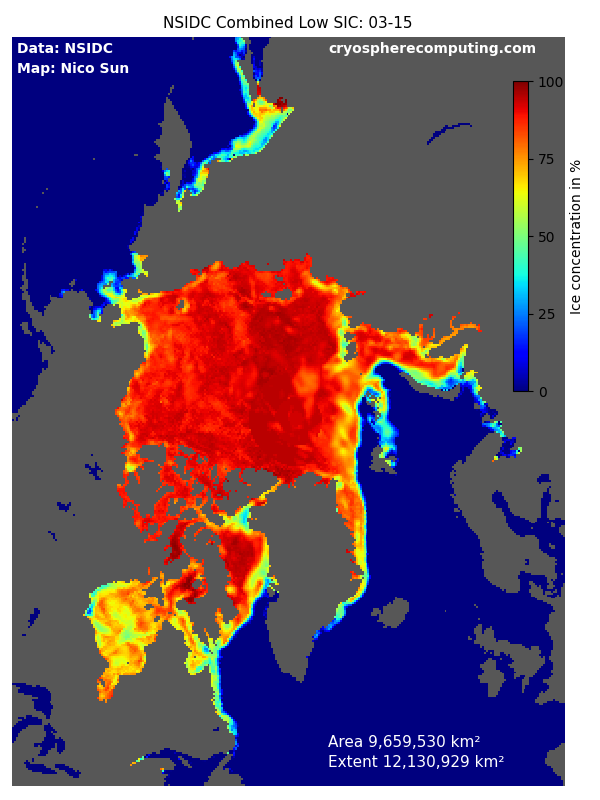 NSIDC Combined Low SIC: 03-15
Data: NSIDC
cryospherecomputing.com
Map: Nico Sun
100
75
50
25
0
Ice concentration in %
Area 9,659,530 km²
Extent 12,130,929 km²